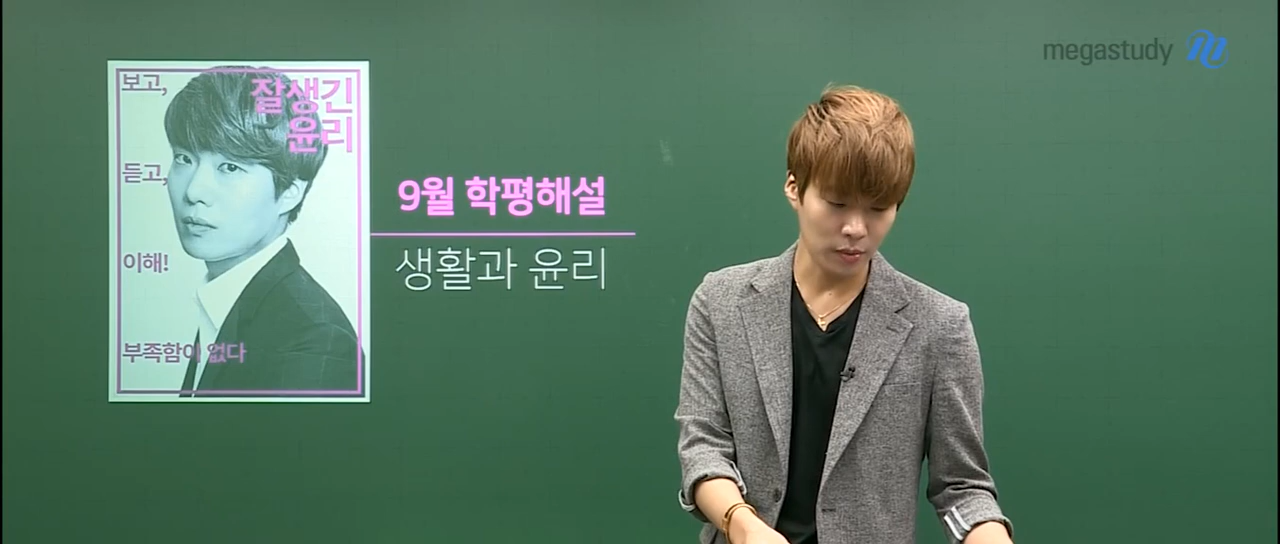 megastudy
보고,
잘생긴
윤리
듣고,
이해!
부족함이 없다
9월 학평해설
생활과 윤리